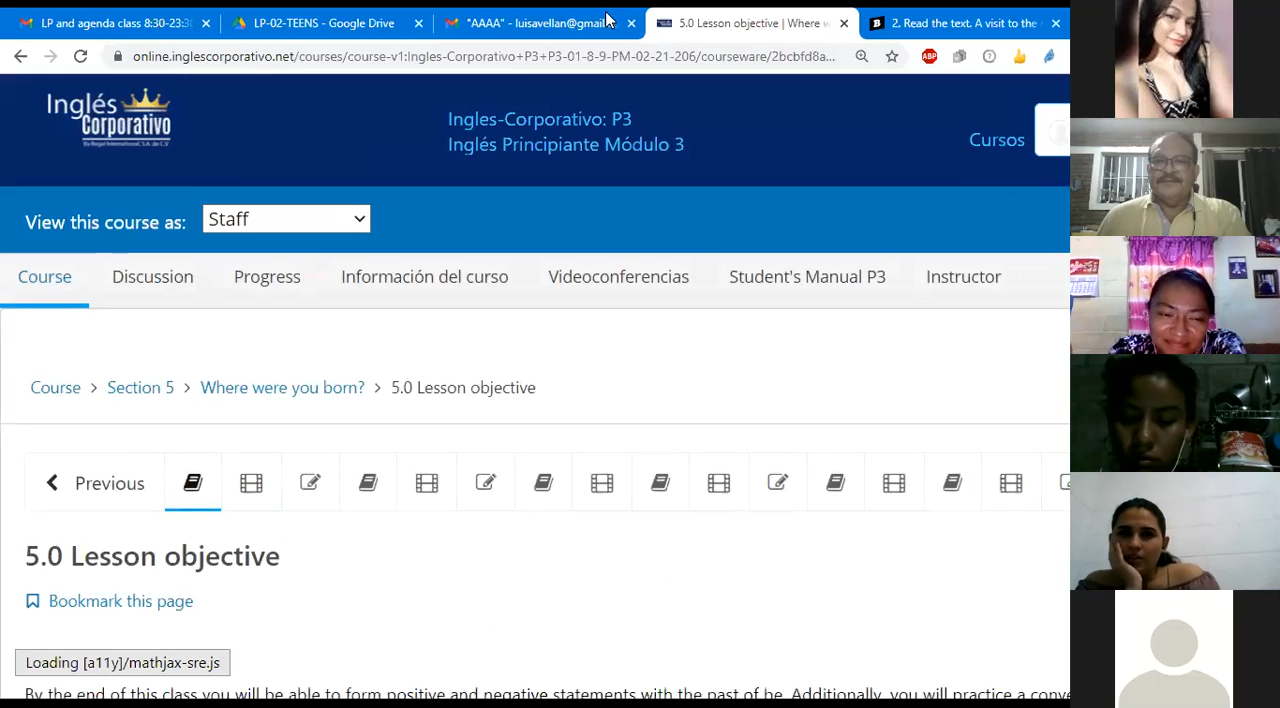 LP and agenda class 8:30-23:30
LP-02-TEENS - Google Drive
"AAAA" - luisavellan@gmail
5.0 Lesson objective | Where w
2. Read the text. A visit to the
online.inglescorporativo.net/courses/course-v1:Ingles-Corporativo+P3+P3-01-8-9-PM-02-21-206/courseware/2bcbfd8a...
ABP
Inglés
Corporativo
By Regal International, S.A. de C.V.
Ingles-Corporativo: P3
Inglés Principiante Módulo 3
Cursos
View this course as:
Staff
Course
Discussion
Progress
Información del curso
Videoconferencias
Student's Manual P3
Instructor
Course > Section 5 > Where were you born? > 5.0 Lesson objective
Previous
5.0 Lesson objective
Bookmark this page
Loading [a11y]/mathjax-sre.js
By the end of this class you will be able to form positive and negative statements with the past of be. Additionally, you will practice a conve